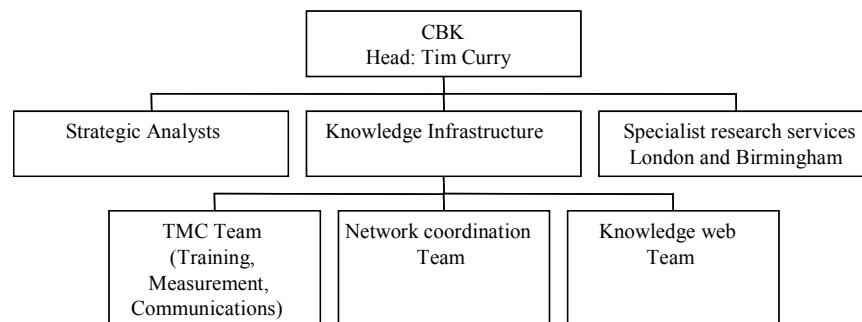 CBK
Head: Tim Curry
Strategic Analysts
Knowledge Infrastructure
Specialist research services
London and Birmingham
TMC Team
(Training,
Measurement,
Communications)
Network coordination
Team
Knowledge web
Team